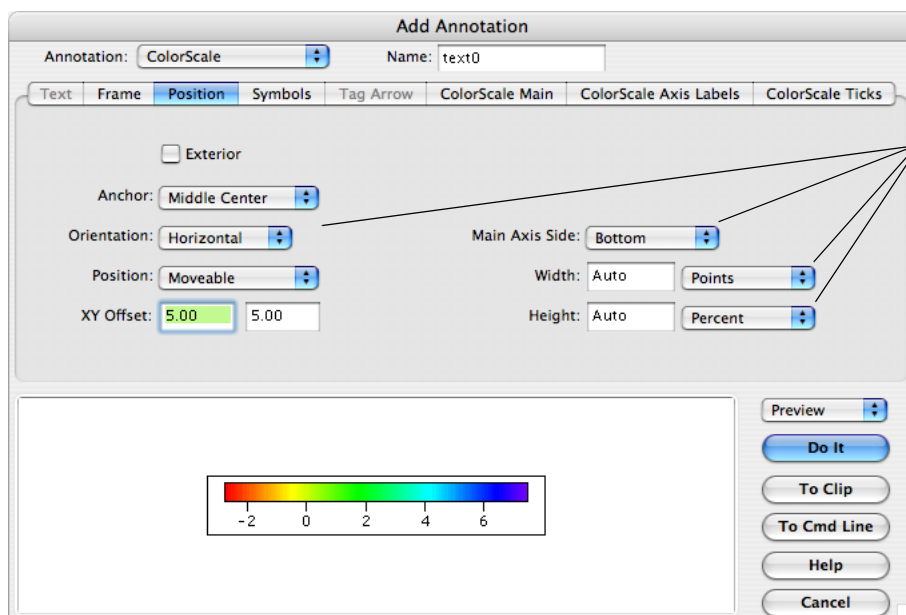 Add Annotation
Annotation: ColorScale Name: text0
Text Frame Position Symbols Tag Arrow ColorScale Main ColorScale Axis Labels ColorScale Ticks
Exterior
Anchor: Middle Center
Orientation: Horizontal Main Axis Side: Bottom
Position: Moveable Width: Auto Points
XY Offset: 5.00 5.00 Height: Auto Percent
Preview
Do It
To Clip
To Cmd Line
Help
Cancel
-2 0 2 4 6